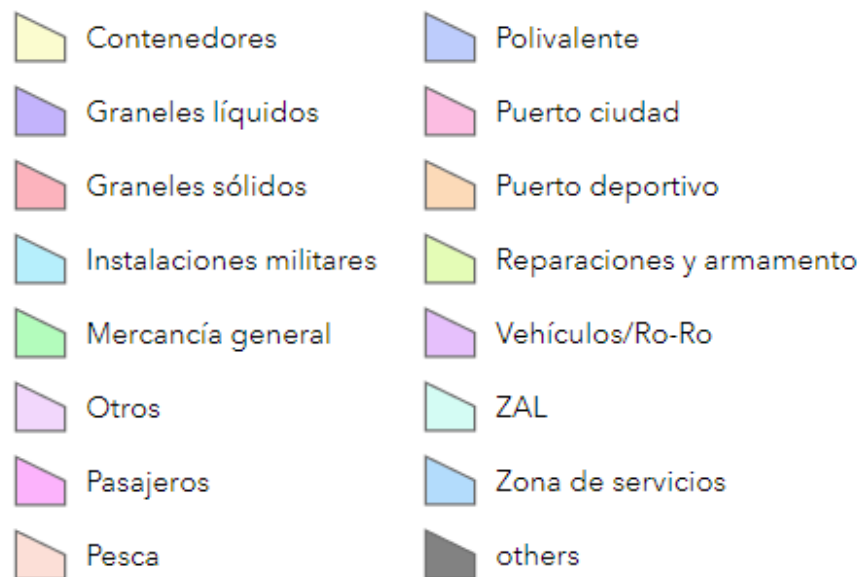 Contenedores
Graneles líquidos
Graneles sólidos
Instalaciones militares
Mercancía general
Otros
Pasajeros
Pesca
Polivalente
Puerto ciudad
Puerto deportivo
Reparaciones y armamento
Vehículos/Ro-Ro
ZAL
Zona de servicios
others